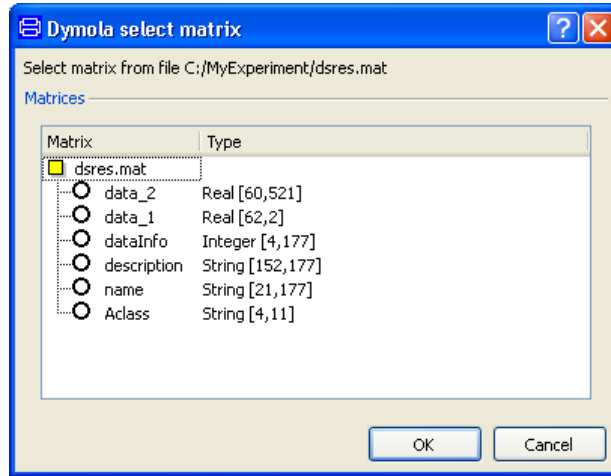 Dymola select matrix
Select matrix from file C:/MyExperiment/dsres.mat
Matrices
Matrix Type
dsres.mat
data_2 Real [60,521]
data_1 Real [62,2]
dataInfo Integer [4,177]
description String [152,177]
name String [21,177]
Aclass String [4,11]
OK Cancel